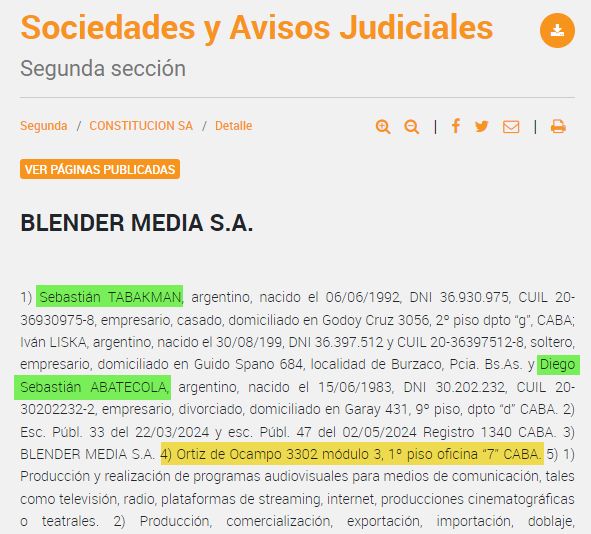 Sociedades y Avisos Judiciales
Segunda sección
Segunda / CONSTITUCION SA / Detalle
VER PÁGINAS PUBLICADAS
BLENDER MEDIA S.A.
1) Sebastián TABAKMAN, argentino, nacido el 06/06/1992, DNI 36.930.975, CUIL 20-
36930975-8, empresario, casado, domiciliado en Godoy Cruz 3056, 2º piso dpto “g”, CABA;
Iván LISKA, argentino, nacido el 30/08/199, DNI 36.397.512 y CUIL 20-36397512-8, soltero,
empresario, domiciliado en Guido Spano 684, localidad de Burzaco, Pcia. Bs.As. y Diego
Sebastián ABATECOLA, argentino, nacido el 15/06/1983, DNI 30.202.232, CUIL 20-
30202232-2, empresario, divorciado, domiciliado en Garay 431, 9º piso, dpto “d” CABA. 2)
Esc. Públ. 33 del 22/03/2024 y esc. Públ. 47 del 02/05/2024 Registro 1340 CABA. 3)
BLENDER MEDIA S.A. 4) Ortiz de Ocampo 3302 módulo 3, 1º piso oficina “7” CABA. 5) 1)
Producción y realización de programas audiovisuales para medios de comunicación, tales
como televisión, radio, plataformas de streaming, internet, producciones cinematográficas
o teatrales. 2) Producción, comercialización, exportación, importación, doblaje,